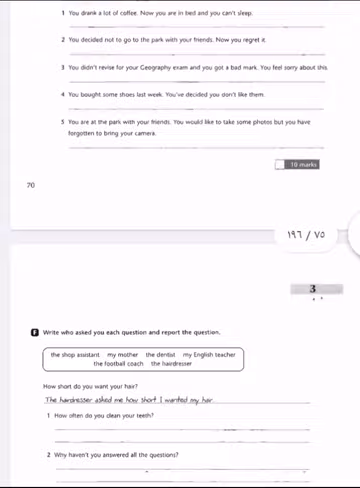 1 You drank a lot of coffee. Now you are in bed and you can't sleep.
2 You decided not to go to the park with your friends. Now you regret it.
3 You didn't revise for your Geography exam and you got a bad mark. You feel sorry about this.
4 You bought some shoes last week. You've decided you don't like them.
5 You are at the park with your friends. You would like to take some photos but you have
forgotten to bring your camera.
10 marks
70
197 / VO
3
F Write who asked you each question and report the question.
the shop assistant my mother the dentist my English teacher
the football coach the hairdresser
How short do you want your hair?
The hairdresser asked me how short I wanted my hair.
1 How often do you clean your teeth?
2 Why haven't you answered all the questions?